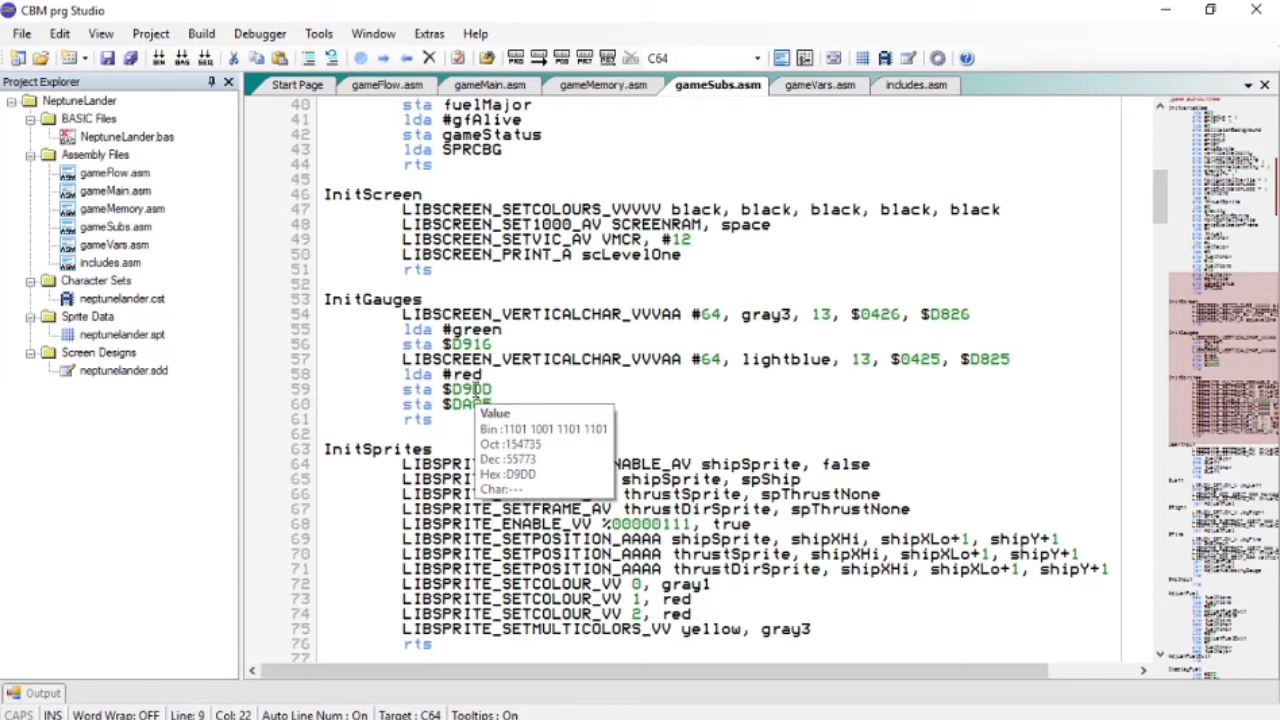 CBM prg Studio
File Edit View Project Build Debugger Tools Window Extras Help
C64
Project Explorer
Start Page gameFlow.asm gameMain.asm gameMemory.asm gameSubs.asm gameVars.asm includes.asm
NeptuneLander
BASIC Files
NeptuneLander.bas
Assembly Files
gameFlow.asm
gameMain.asm
gameMemory.asm
gameSubs.asm
gameVars.asm
includes.asm
Character Sets
neptunelander.cst
Sprite Data
neptunelander.spt
Screen Designs
neptunelander.sdd
40 sta fuelMajor
41 lda #gfAlive
42 sta gameStatus
43 lda SPRCBG
44 rts
45
46 InitScreen
47 LIBSCREEN_SETCOLOURS_VVVVV black, black, black, black, black
48 LIBSCREEN_SET1000_AV SCREENRAM, space
49 LIBSCREEN_SETVIC_AV VMCR, #12
50 LIBSCREEN_PRINT_A scLevelOne
51 rts
52
53 InitGauges
54 LIBSCREEN_VERTICALCHAR_VVVAA #64, gray3, 13, $0426, $D826
55 lda #green
56 sta $D916
57 LIBSCREEN_VERTICALCHAR_VVVAA #64, lightblue, 13, $0425, $D825
58 lda #red
59 sta $D9DD
60 sta
61 rts
62
63 InitSprites
64 ENABLE_AV shipSprite, false
65 shipSprite, spShip
66 thrustSprite, spThrustNone
67 LIBSPRITE_SETFRAME_AV thrustDirSprite, spThrustNone
68 LIBSPRITE_ENABLE_VV %00000111, true
69 LIBSPRITE_SETPOSITION_AAAA shipSprite, shipXHi, shipXLo+1, shipY+1
70 LIBSPRITE_SETPOSITION_AAAA thrustSprite, shipXHi, shipXLo+1, shipY+1
71 LIBSPRITE_SETPOSITION_AAAA thrustDirSprite, shipXHi, shipXLo+1, shipY+1
72 LIBSPRITE_SETCOLOUR_VV 0, gray1
73 LIBSPRITE_SETCOLOUR_VV 1, red
74 LIBSPRITE_SETCOLOUR_VV 2, red
75 LIBSPRITE_SETMULTICOLORS_VV yellow, gray3
76 rts
77
Value
Bin :1101 1001 1101 1101
Oct :154735
Dec :55773
Hex :D9DD
Char:---
Output
CAPS INS Word Wrap: OFF Line: 9 Col: 22 Auto Line Num : On Target : C64 Tooltips : On